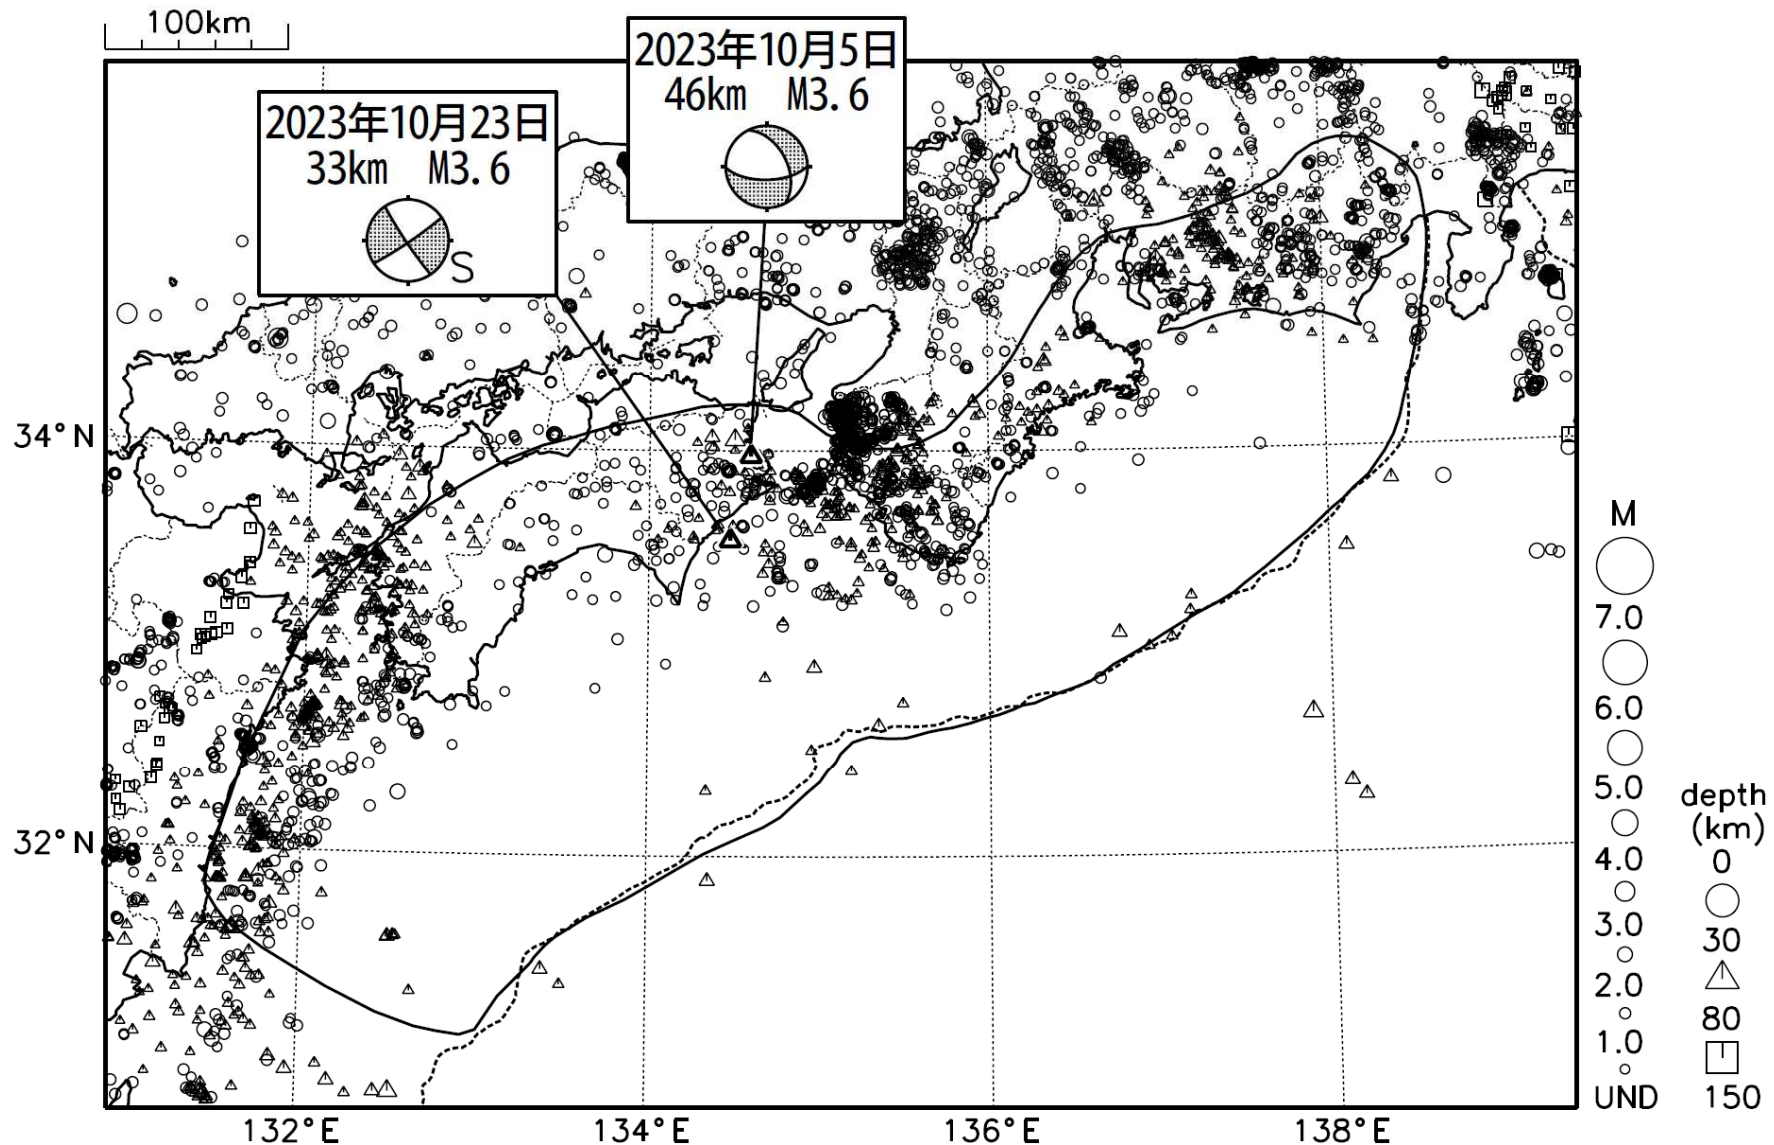 100km
2023年10月5日
46km M3.6
2023年10月23日
33km M3.6
S
34°N
32°N
132°E
134°E
136°E
138°E
M
7.0
6.0
5.0
4.0
3.0
2.0
1.0
UND
depth
(km)
0
30
80
150